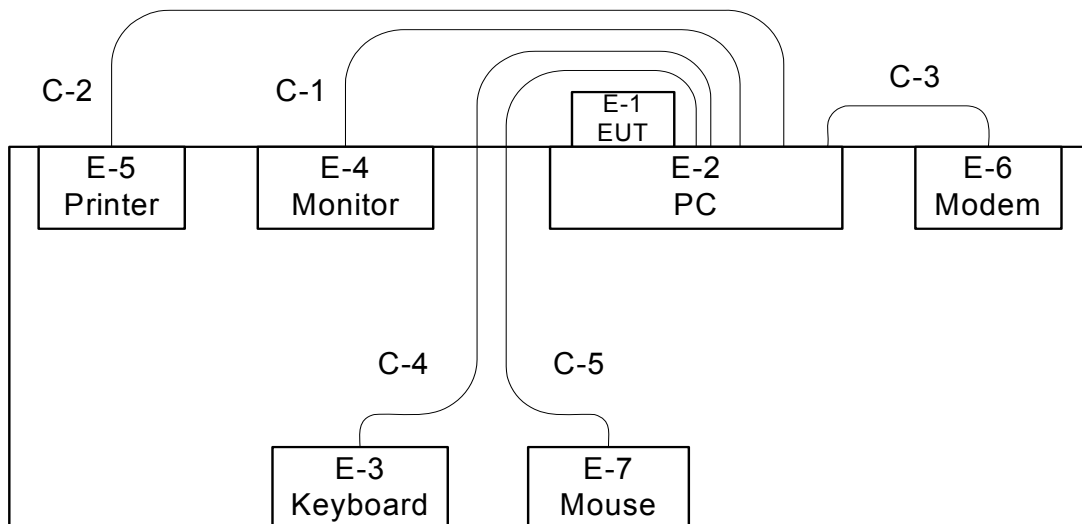 C-2
C-1
C-3
E-1
EUT
E-5
Printer
E-4
Monitor
E-2
PC
E-6
Modem
C-4
C-5
E-3
Keyboard
E-7
Mouse